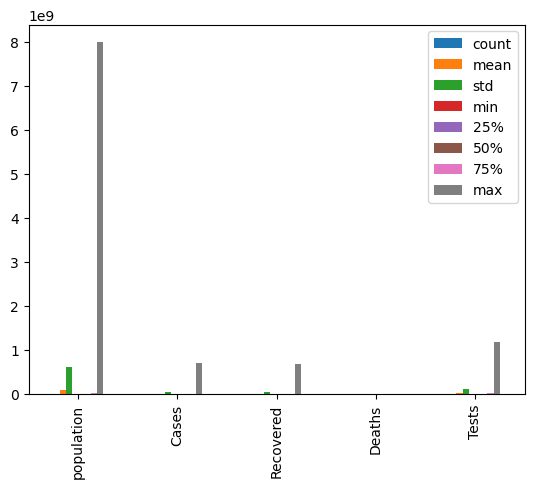 1e9
8
7
6
5
4
3
2
1
0
count
mean
std
min
25%
50%
75%
max
population
Cases
Recovered
Deaths
Tests